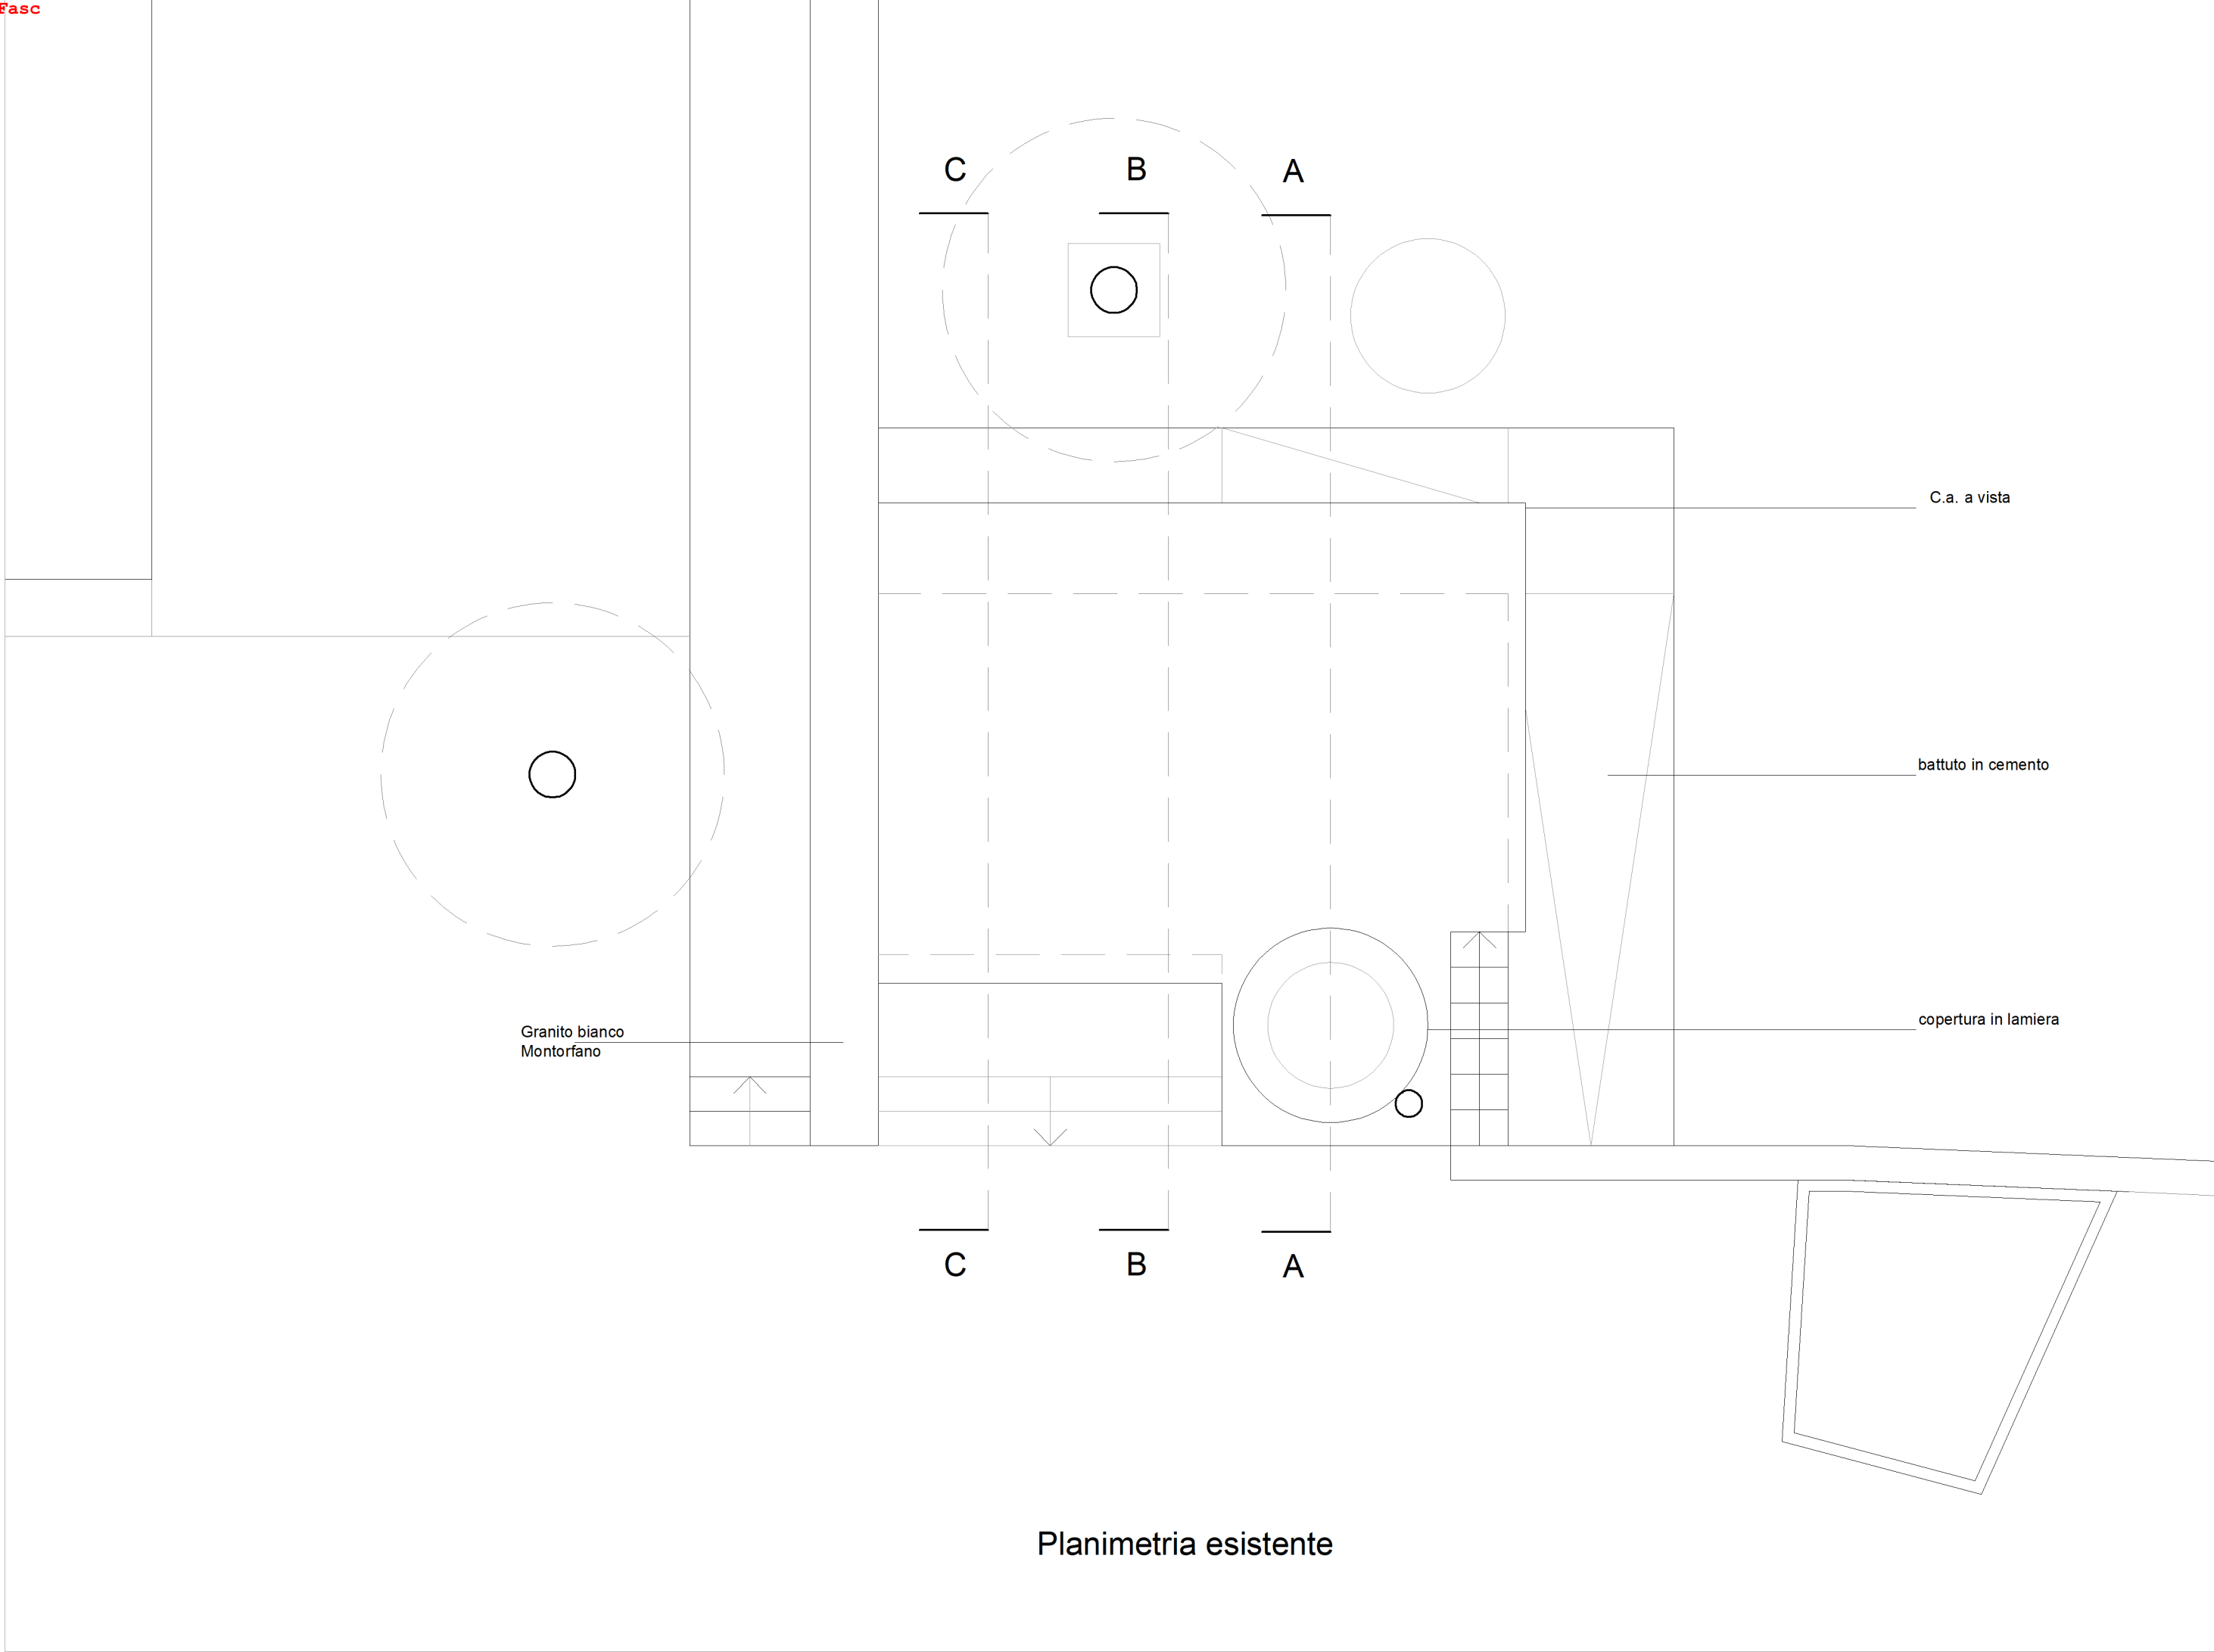 Fasc
C B A
C.a. a vista
battuto in cemento
copertura in lamiera
Granito bianco
Montorfano
C B A
Planimetria esistente